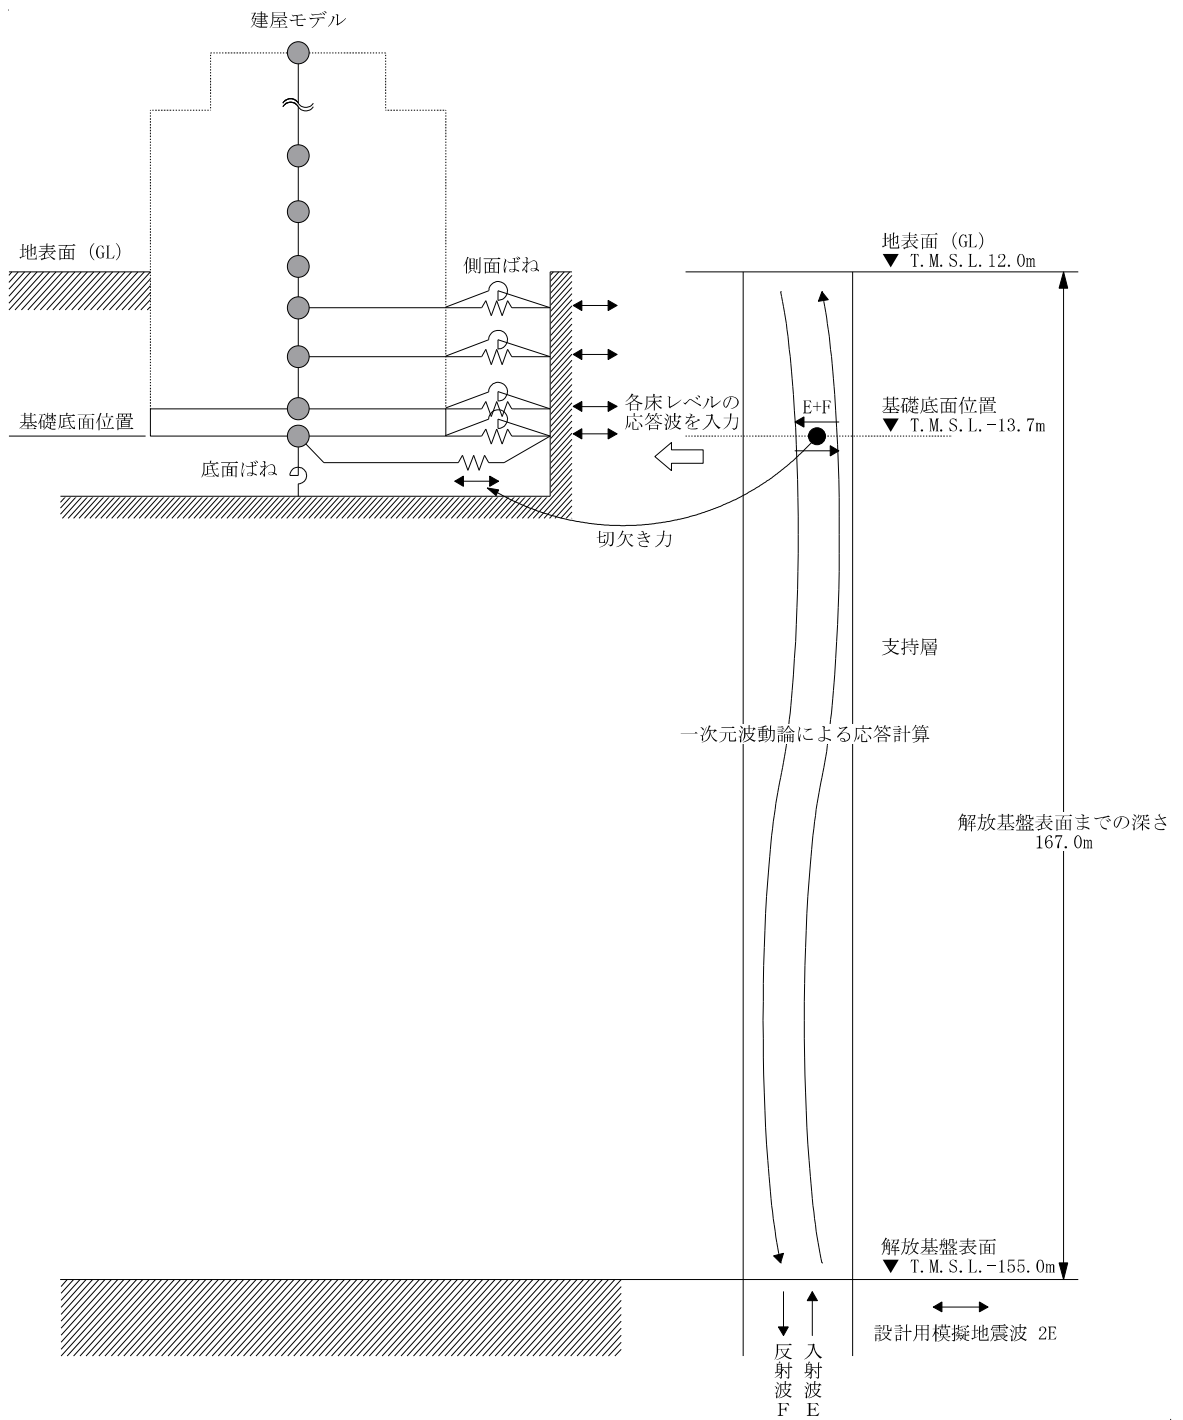 建屋モデル
地表面 (GL)
側面ばね
基礎底面位置
底面ばね
各床レベルの
応答波を入力
切欠き力
地表面 (GL)
▼ T.M.S.L.12.0m
E+F
基礎底面位置
▼ T.M.S.L.-13.7m
支持層
一次元波動論による応答計算
解放基盤表面までの深さ
167.0m
解放基盤表面
▼ T.M.S.L.-155.0m
設計用模擬地震波 2E
反射波F
入射波E